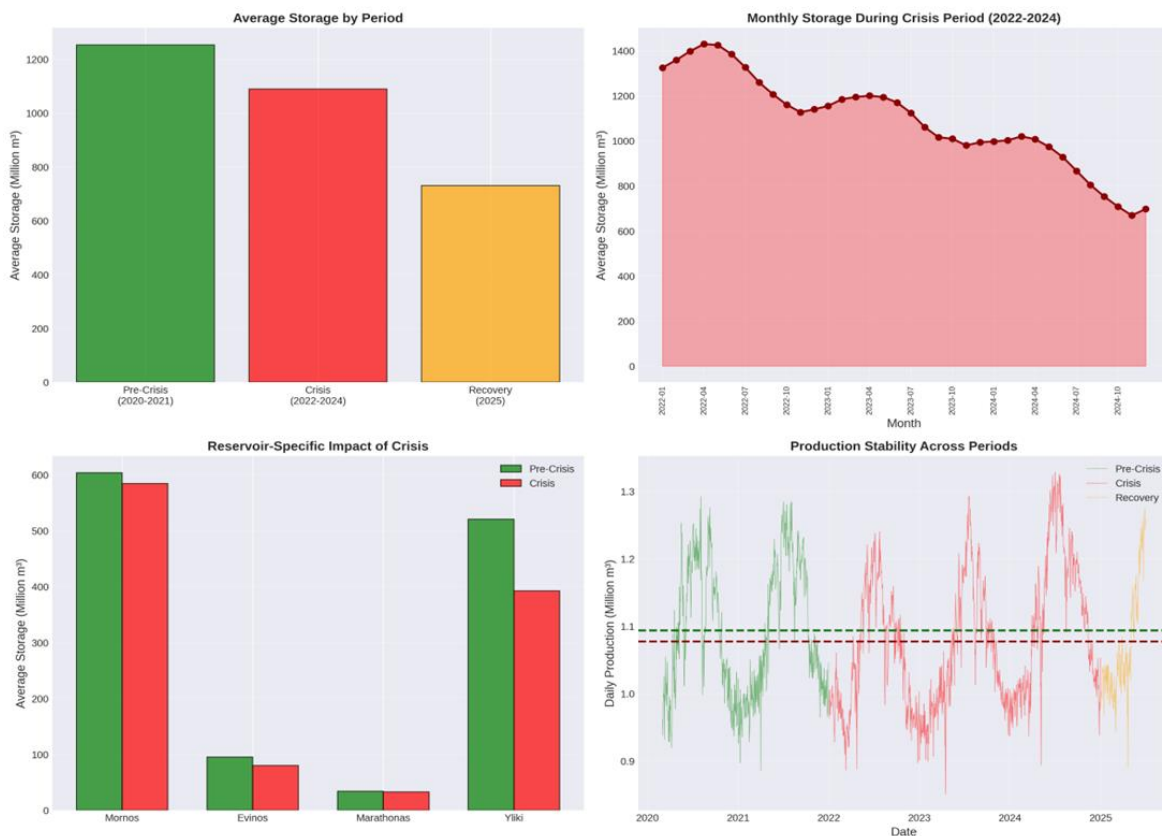 Average Storage by Period
Average Storage (Million m³)
1200
1000
800
600
400
200
0
Pre-Crisis
(2020-2021)
Crisis
(2022-2024)
Recovery
(2025)
Monthly Storage During Crisis Period (2022-2024)
Average Storage (Million m³)
1400
1200
1000
800
600
400
200
0
2022-01
2022-04
2022-07
2022-10
2023-01
2023-04
2023-07
2023-10
2024-01
2024-04
2024-07
2024-10
Month
Reservoir-Specific Impact of Crisis
Pre-Crisis
Crisis
Average Storage (Million m³)
600
500
400
300
200
100
0
Mornos
Evinos
Marathonas
Yliki
Production Stability Across Periods
Pre-Crisis
Crisis
Recovery
Daily Production (Million m³)
1.3
1.2
1.1
1.0
0.9
2020
2021
2022
2023
2024
2025
Date